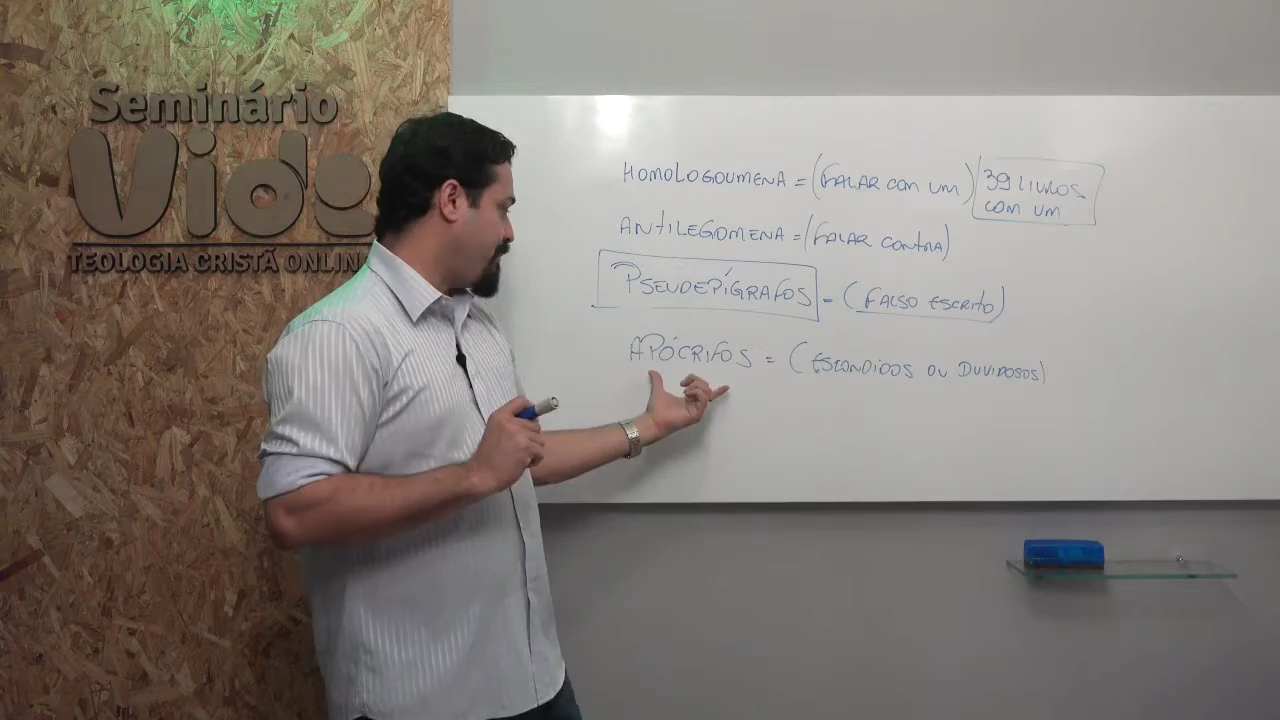 Seminário
Vida
TEOLOGIA CRISTÃ ONLINE
HOMOLOGOUMENA = (FALAR COM UM) 39 LIVROS
COM UM
ANTILEGOMENA = (FALAR CONTRA)
PSEUDEPÍGRAFOS = (FALSO ESCRITO)
APÓCRIFOS = (ESCONDIDOS OU DUVIDOSOS)